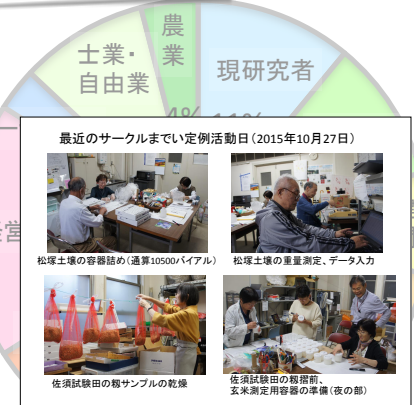 農業
士業・
自由業
現研究者
4%
11%
最近のサークルまでい定例活動日（2015年10月27日）
松塚土壌の容器詰め（通算10500バイアル）
松塚土壌の重量測定、データ入力
佐須試験田の籾サンプルの乾燥
佐須試験田の籾摺前、
玄米測定用容器の準備（夜の部）